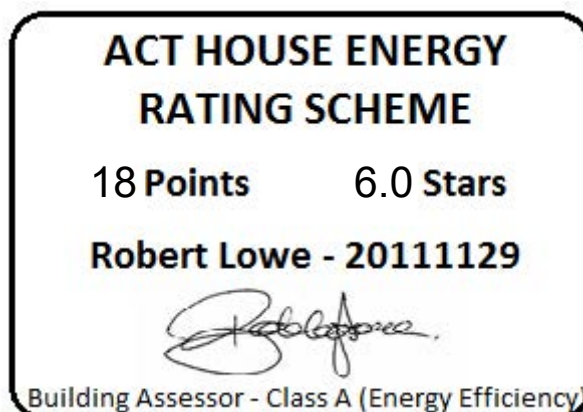 ACT HOUSE ENERGY
RATING SCHEME
18 Points 6.0 Stars
Robert Lowe - 20111129
Building Assessor - Class A (Energy Efficiency)